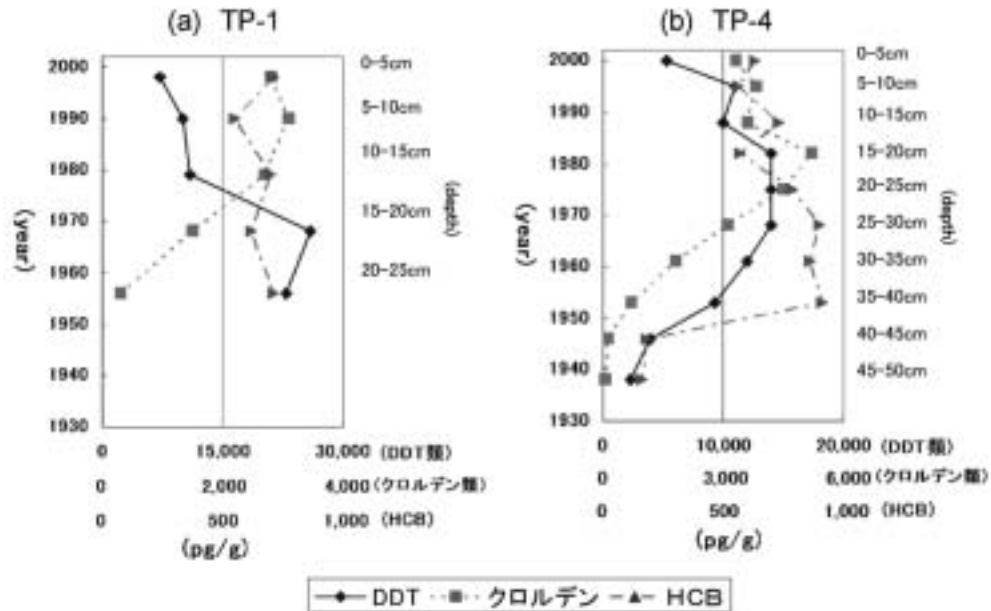 (a) TP-1
2000
1990
1980
1970
1960
1950
1940
1930
(year)
0-5cm
5-10cm
10-15cm
15-20cm
20-25cm
(depth)
0 15,000 30,000 (DDT類)
0 2,000 4,000 (クロルデン類)
0 500 1,000 (HCB)
(pg/g)
(b) TP-4
2000
1990
1980
1970
1960
1950
1940
1930
(year)
0-5cm
5-10cm
10-15cm
15-20cm
20-25cm
25-30cm
30-35cm
35-40cm
40-45cm
45-50cm
(depth)
0 10,000 20,000 (DDT類)
0 3,000 6,000 (クロルデン類)
0 500 1,000 (HCB)
(pg/g)
DDT クロルデン HCB